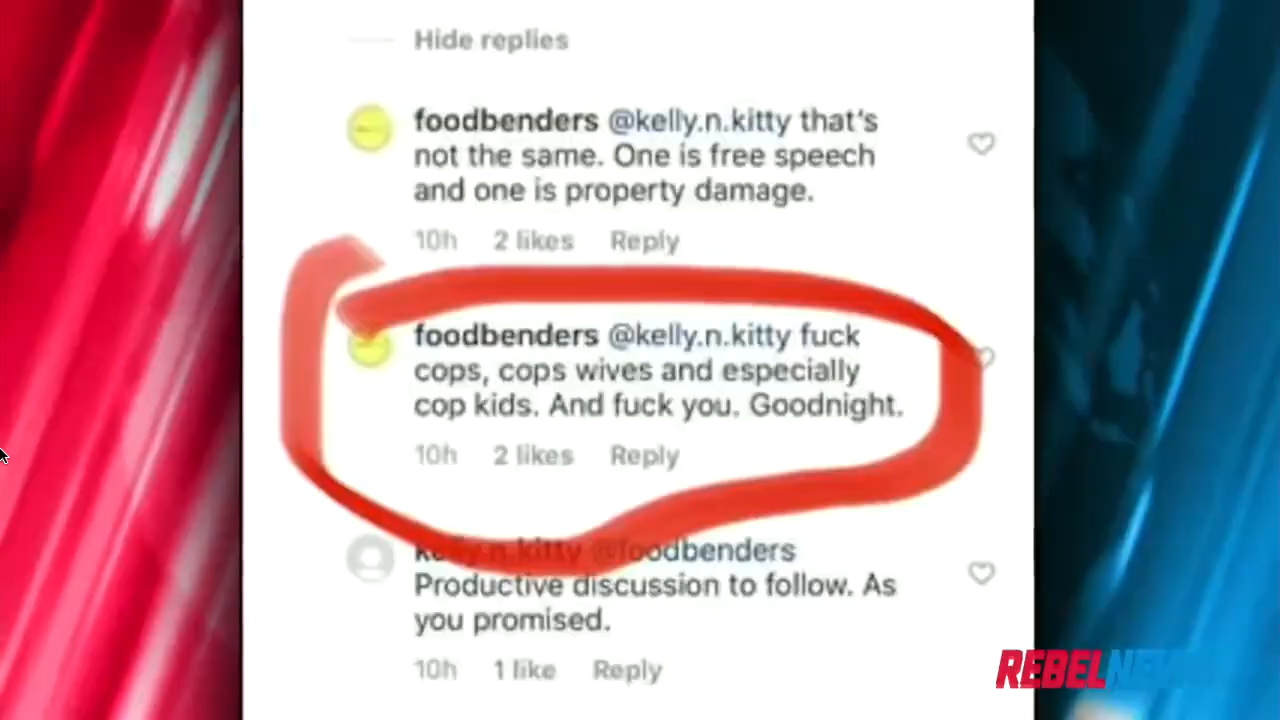 Hide replies
foodbenders @kelly.n.kitty that's
not the same. One is free speech
and one is property damage.
10h 2 likes Reply
foodbenders @kelly.n.kitty fuck
cops, cops wives and especially
cop kids. And fuck you. Goodnight.
10h 2 likes Reply
kelly.n.kitty @foodbenders
Productive discussion to follow. As
you promised.
10h 1 like Reply
REBELNEWS